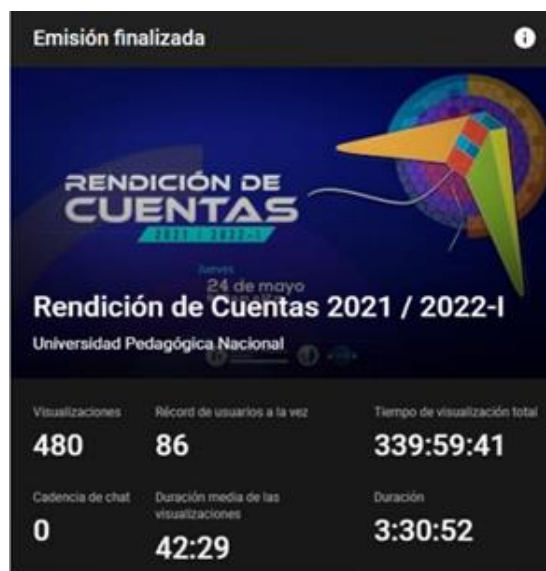 Emisión finalizada
RENDICIÓN DE
CUENTAS
2021 / 2022-I
Jueves
24 de mayo
Rendición de Cuentas 2021 / 2022-I
Universidad Pedagógica Nacional
Visualizaciones
Récord de usuarios a la vez
Tiempo de visualización total
480
86
339:59:41
Cadencia de chat
Duración media de las
visualizaciones
Duración
0
42:29
3:30:52